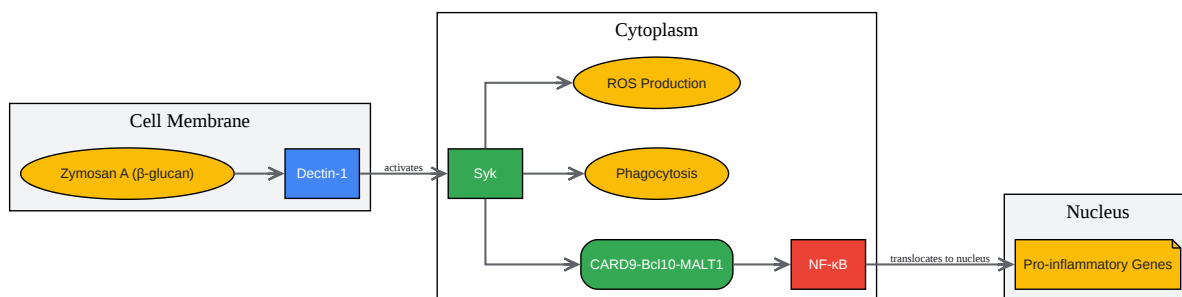 Cytoplasm
ROS Production
Cell Membrane
Zymosan A (β-glucan)
Dectin-1
activates
Syk
Phagocytosis
CARD9-Bcl10-MALT1
NF-κB
translocates to nucleus
Nucleus
Pro-inflammatory Genes